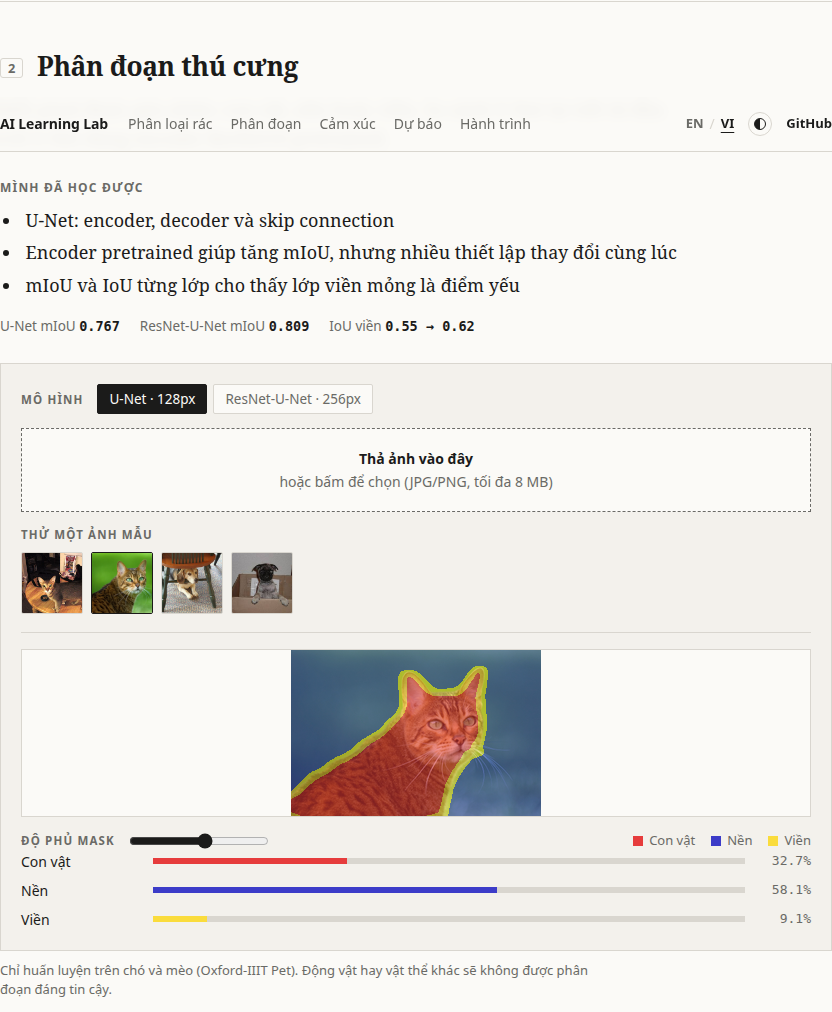 2 Phân đoạn thú cưng
AI Learning Lab Phân loại rác Phân đoạn Cảm xúc Dự báo Hành trình EN / VI GitHub
MÌNH ĐÃ HỌC ĐƯỢC
• U-Net: encoder, decoder và skip connection
• Encoder pretrained giúp tăng mIoU, nhưng nhiều thiết lập thay đổi cùng lúc
• mIoU và IoU từng lớp cho thấy lớp viền mỏng là điểm yếu
U-Net mIoU 0.767 ResNet-U-Net mIoU 0.809 IoU viền 0.55 → 0.62
MÔ HÌNH U-Net · 128px ResNet-U-Net · 256px
Thả ảnh vào đây
hoặc bấm để chọn (JPG/PNG, tối đa 8 MB)
THỬ MỘT ẢNH MẪU
ĐỘ PHỦ MASK Con vật Nền Viền
Con vật 32.7%
Nền 58.1%
Viền 9.1%
Chỉ huấn luyện trên chó và mèo (Oxford-IIIT Pet). Động vật hay vật thể khác sẽ không được phân
đoạn đáng tin cậy.